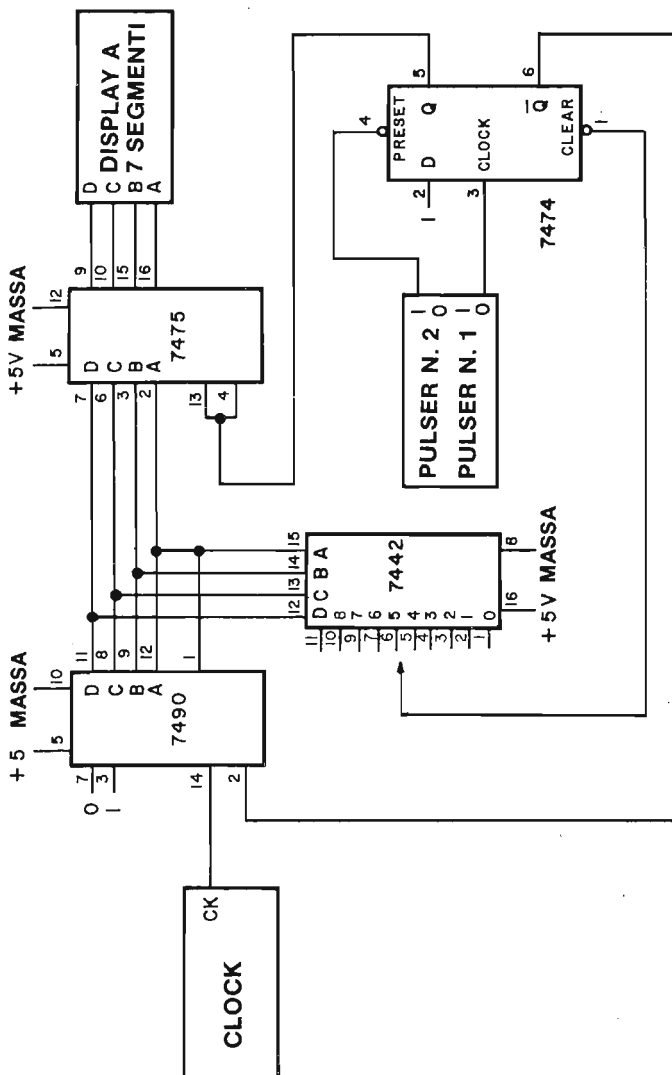 CLOCK
CK
+5 MASSA
5 10
0 7
1 3
14
2
7490
D 11
C 8
B 9
A 12
1
+5V MASSA
5 12
7 D
6 C
3 B
2 A
13
4
7475
9
10
15
16
D
C
B
A
DISPLAY A
7 SEGMENTI
12 13 14 15
D C B A
7442
11
10 8
9 7
7 6
6 5
5 4
4 3
3 2
2 1
1 0
16 8
+5V MASSA
PULSER N. 2
1
0
PULSER N. 1
1
0
4
PRESET
1 2 D
Q 5
3 CLOCK
Q̅ 6
CLEAR
1
7474